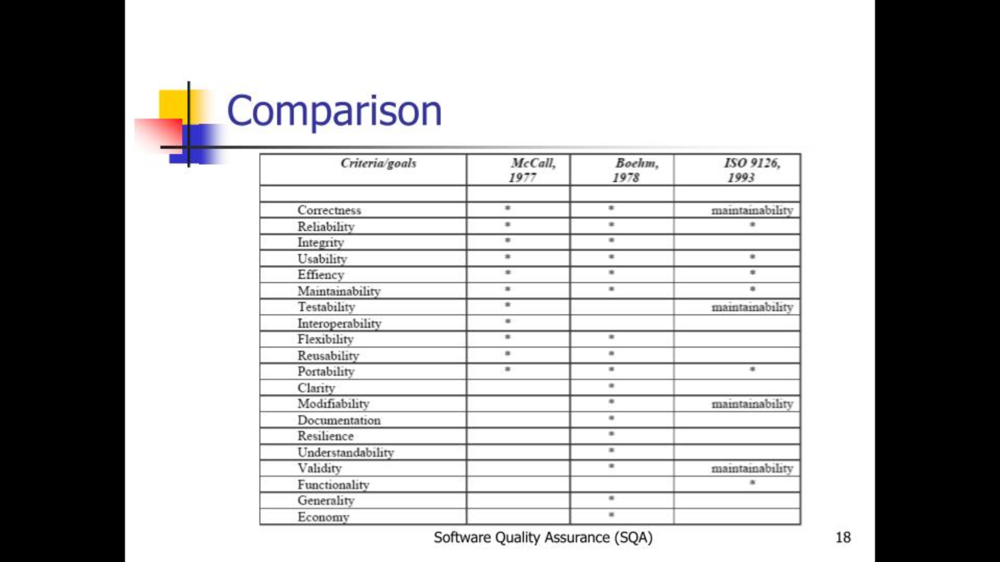 Comparison
Criteria/goals McCall, 1977 Boehm, 1978 ISO 9126, 1993
Correctness * * maintainability
Reliability * * *
Integrity * *
Usability * * *
Effiency * * *
Maintainability * * *
Testability * maintainability
Interoperability *
Flexibility * *
Reusability * *
Portability * * *
Clarity *
Modifiability * maintainability
Documentation *
Resilience *
Understandability *
Validity * maintainability
Functionality *
Generality *
Economy *
Software Quality Assurance (SQA) 18